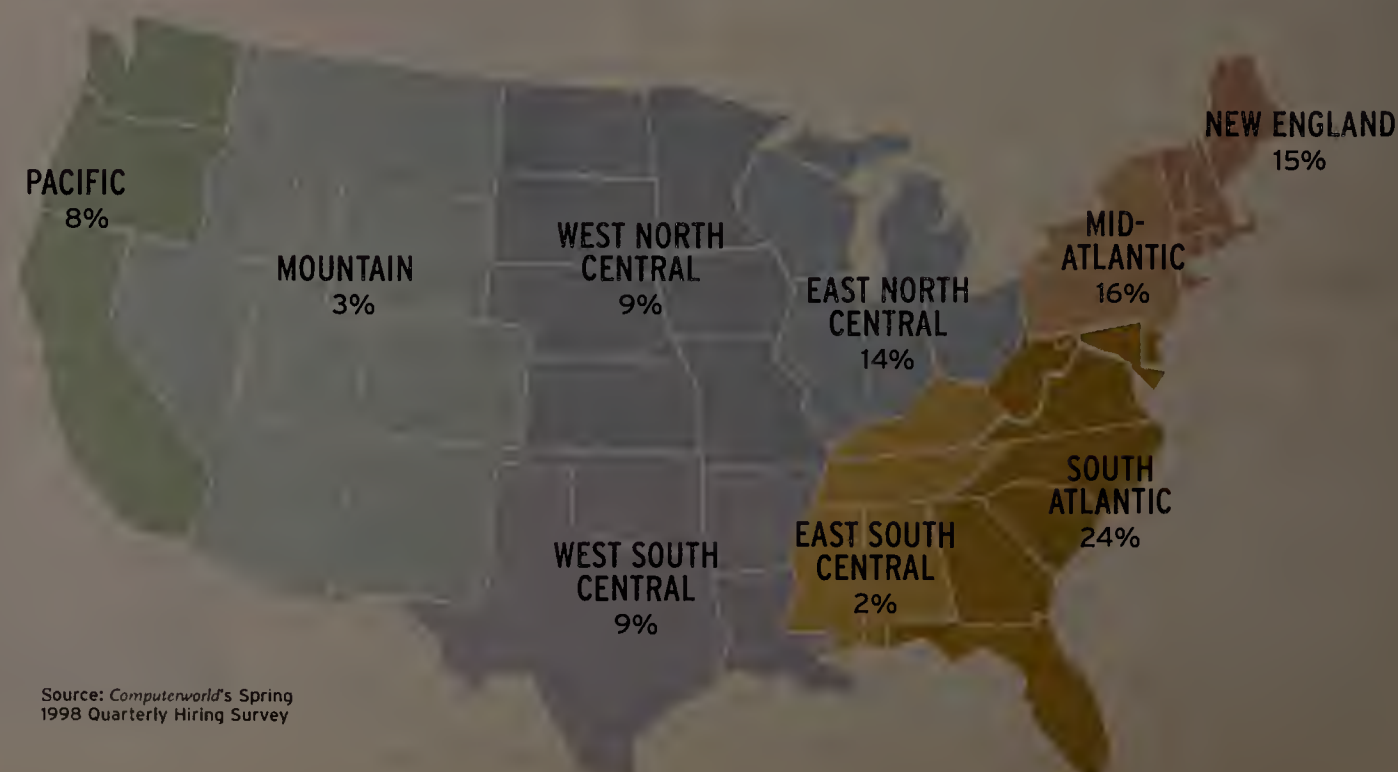 NEW ENGLAND
15%
PACIFIC
8%
MID-
ATLANTIC
16%
WEST NORTH
CENTRAL
9%
MOUNTAIN
3%
EAST NORTH
CENTRAL
14%
SOUTH
ATLANTIC
24%
EAST SOUTH
CENTRAL
2%
WEST SOUTH
CENTRAL
9%
Source: Computerworld's Spring
1998 Quarterly Hiring Survey